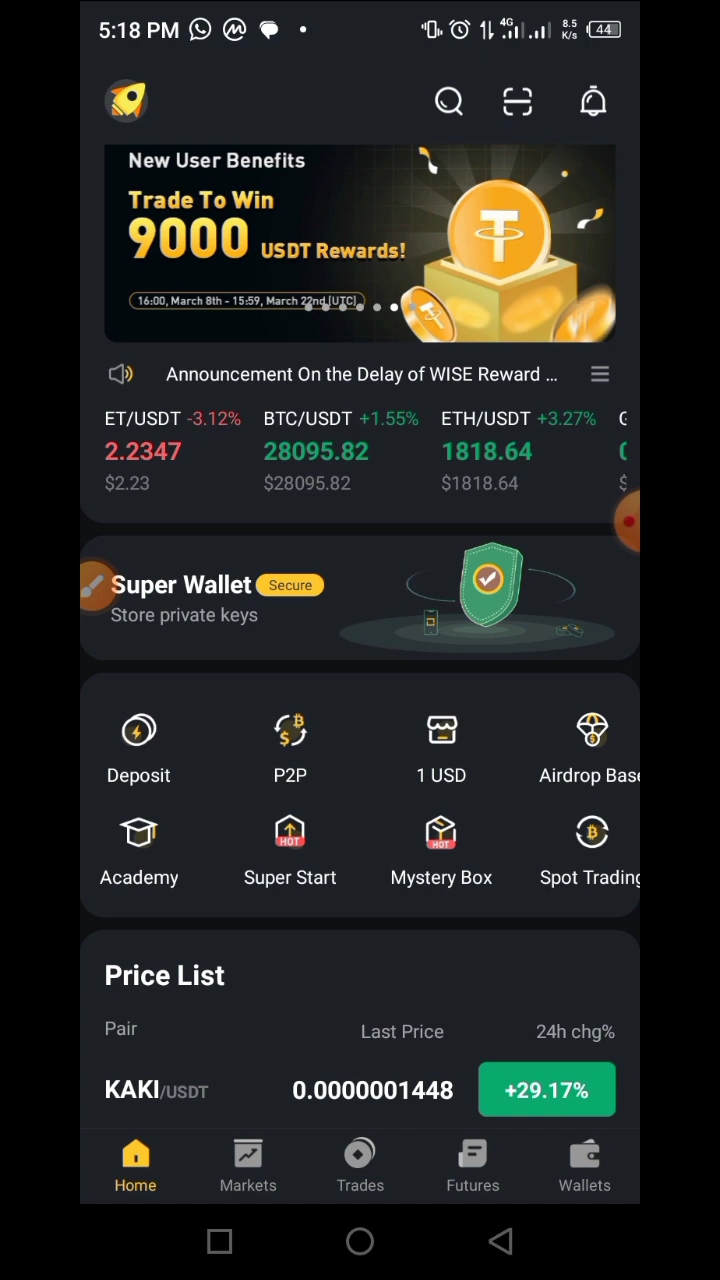 5:18 PM
4G
8.5
K/s
44
New User Benefits
Trade To Win
9000 USDT Rewards!
16:00, March 8th - 15:59, March 22nd(UTC)
Announcement On the Delay of WISE Reward ...
ET/USDT -3.12% BTC/USDT +1.55% ETH/USDT +3.27%
2.2347 28095.82 1818.64
$2.23 $28095.82 $1818.64 $
Super Wallet Secure
Store private keys
Deposit P2P 1 USD Airdrop Base
HOT HOT
Academy Super Start Mystery Box Spot Trading
Price List
Pair Last Price 24h chg%
KAKI/USDT 0.0000001448 +29.17%
Home Markets Trades Futures Wallets